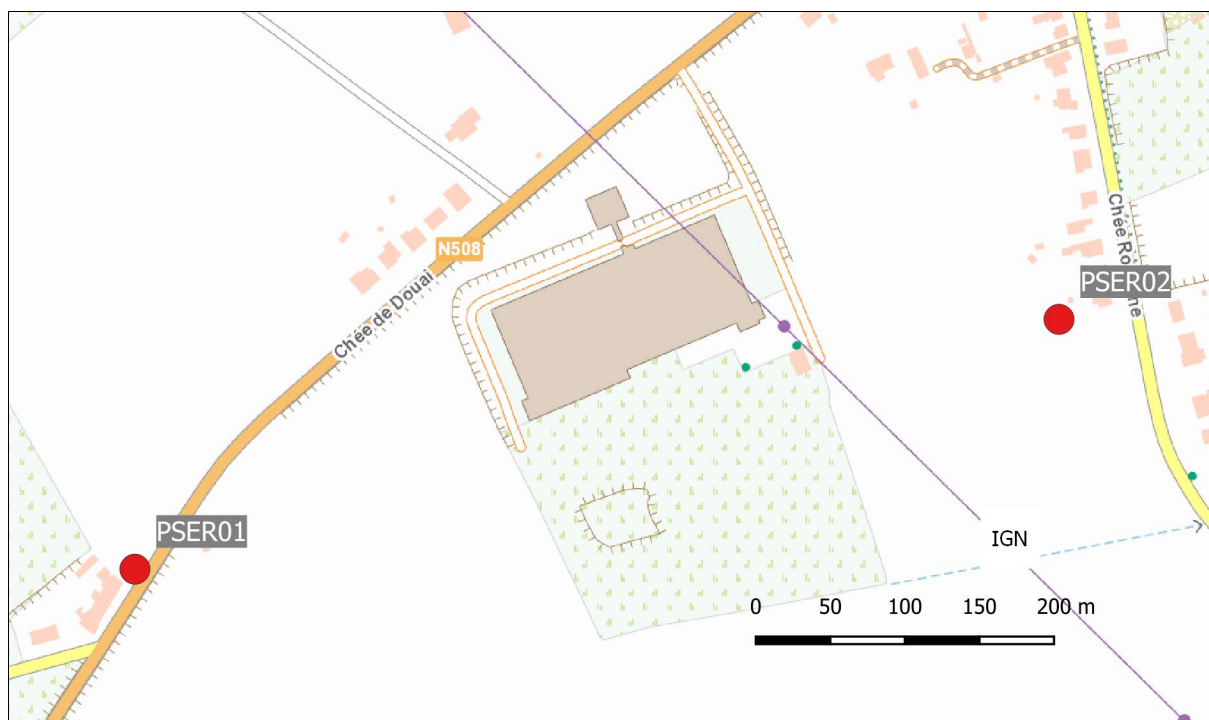 N508
Chée de Douai
Chée Ro ne
PSER02
PSER01
IGN
0 50 100 150 200 m